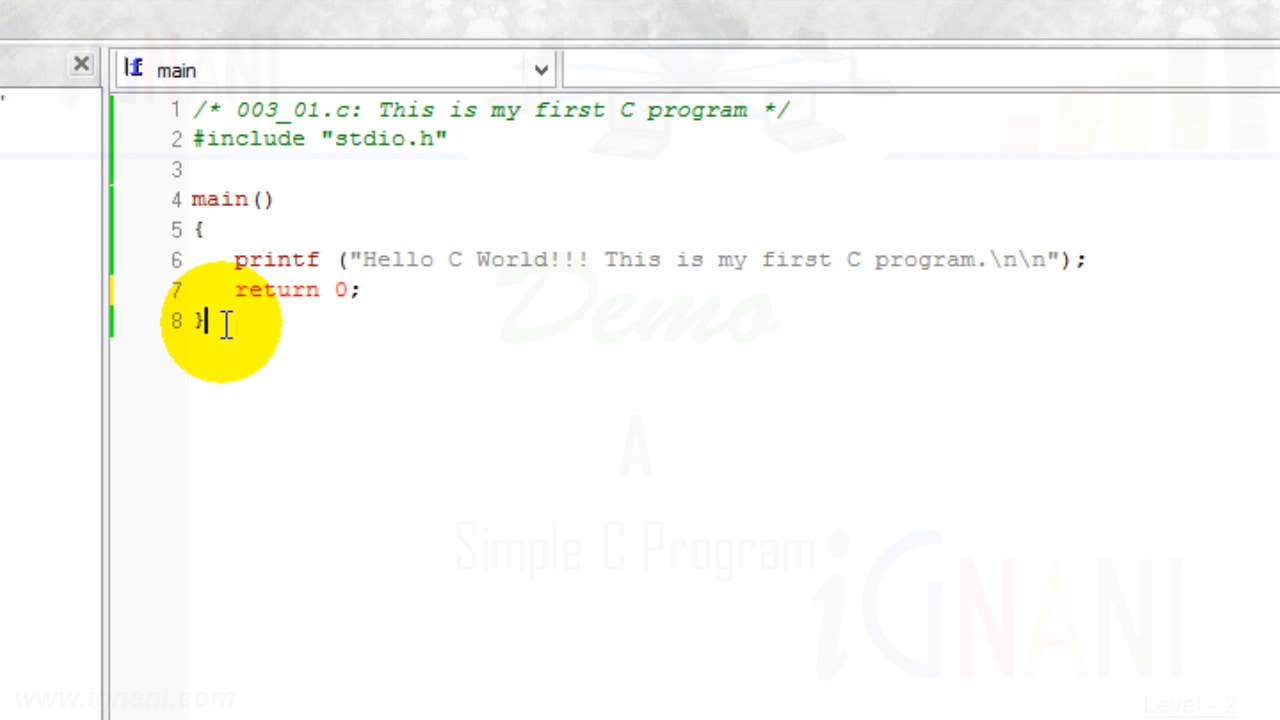 iGNANI
main
1 /* 003_01.c: This is my first C program */
2 #include "stdio.h"
3
4 main()
5 {
6 printf ("Hello C World!!! This is my first C program.\n\n");
7 return 0;
8 }
Demo
A
Simple C Program
iGNANI
www.ignani.com
Level - 2